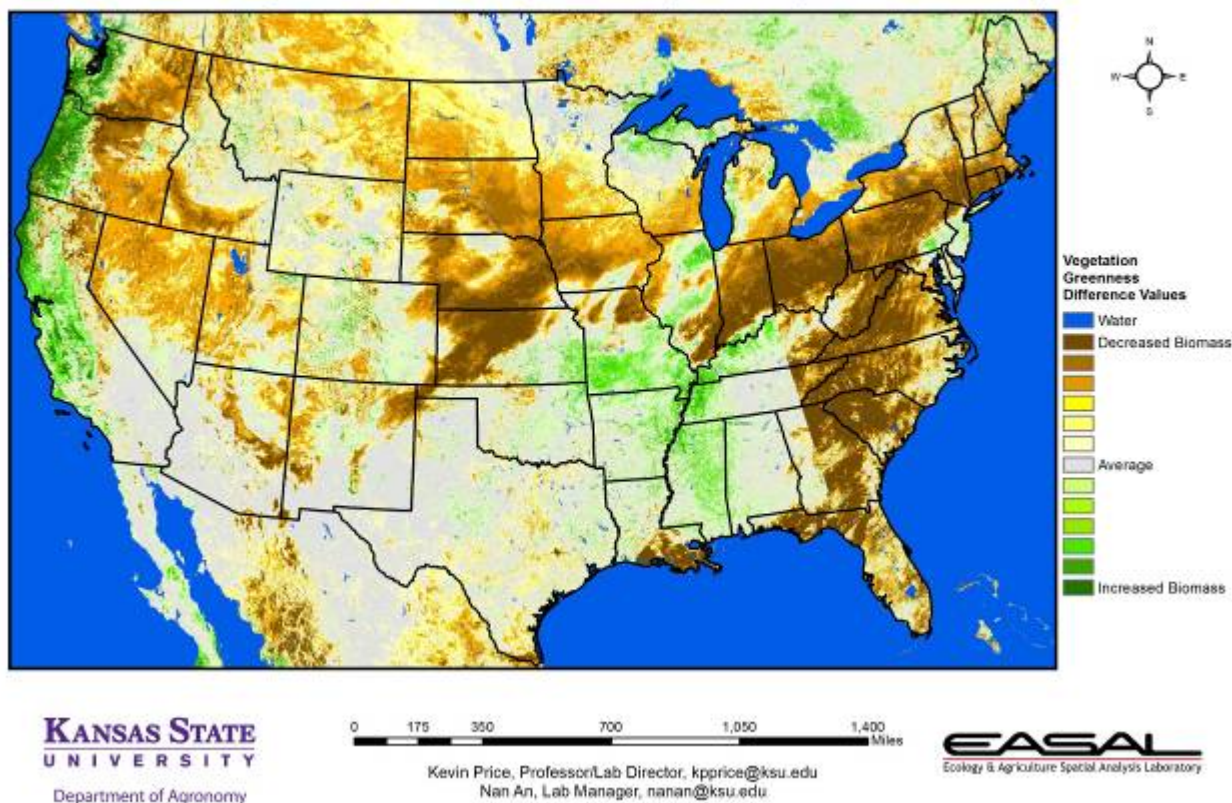 N
W
E
S
Vegetation
Greenness
Difference Values
Water
Decreased Biomass
Average
Increased Biomass
KANSAS STATE
UNIVERSITY
Department of Agronomy
0 175 350 700 1,050 1,400
Miles
Kevin Price, Professor/Lab Director, kpprice@ksu.edu
Nan An, Lab Manager, nanan@ksu.edu
EASAL
Ecology & Agriculture Spatial Analysis Laboratory